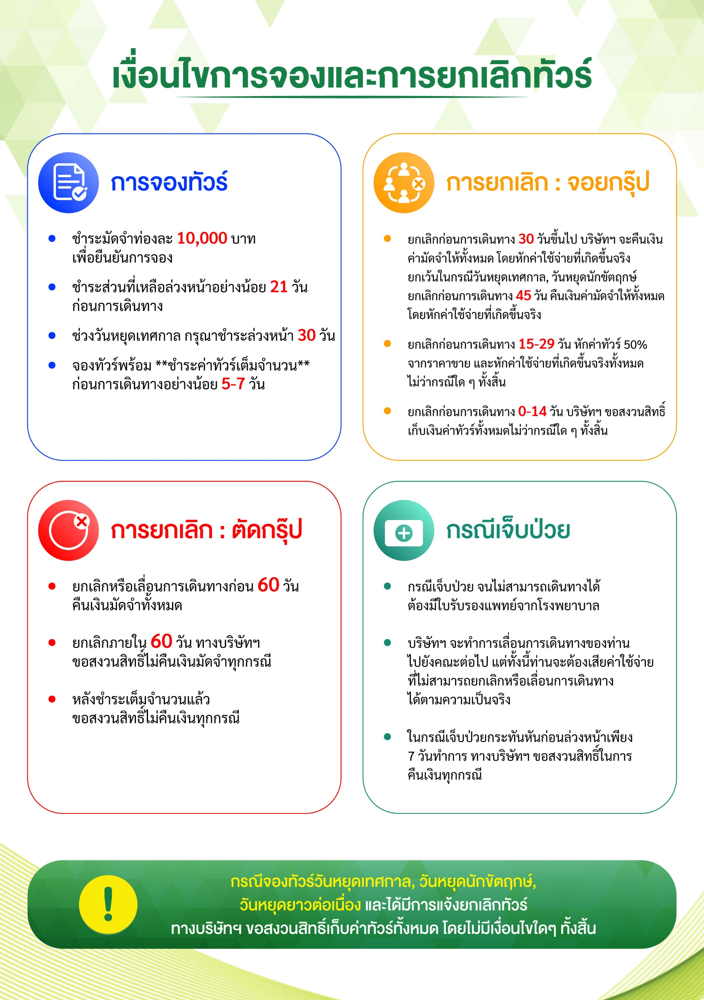 เงื่อนไขการจองและการยกเลิกทัวร์
การจองทัวร์
ชำระมัดจำท่องละ 10,000 บาท
เพื่อยืนยันการจอง
ชำระส่วนที่เหลือล่วงหน้าอย่างน้อย 21 วัน
ก่อนการเดินทาง
ช่วงวันหยุดเทศกาล กรุณาชำระล่วงหน้า 30 วัน
จองทัวร์พร้อม **ชำระค่าทัวร์เต็มจำนวน**
ก่อนการเดินทางอย่างน้อย 5-7 วัน
การยกเลิก : จอยกรุ๊ป
ยกเลิกก่อนการเดินทาง 30 วันขึ้นไป บริษัทฯ จะคืนเงิน
ค่ามัดจำให้ทั้งหมด โดยหักค่าใช้จ่ายที่เกิดขึ้นจริง
ยกเว้นในกรณีวันหยุดเทศกาล, วันหยุดนักขัตฤกษ์
ยกเลิกก่อนการเดินทาง 45 วัน คืนเงินค่ามัดจำให้ทั้งหมด
โดยหักค่าใช้จ่ายที่เกิดขึ้นจริง
ยกเลิกก่อนการเดินทาง 15-29 วัน หักค่าทัวร์ 50%
จากราคาขาย และหักค่าใช้จ่ายที่เกิดขึ้นจริงทั้งหมด
ไม่ว่ากรณีใด ๆ ทั้งสิ้น
ยกเลิกก่อนการเดินทาง 0-14 วัน บริษัทฯ ขอสงวนสิทธิ์
เก็บเงินค่าทัวร์ทั้งหมดไม่ว่ากรณีใด ๆ ทั้งสิ้น
การยกเลิก : ตัดกรุ๊ป
ยกเลิกหรือเลื่อนการเดินทางก่อน 60 วัน
คืนเงินมัดจำทั้งหมด
ยกเลิกภายใน 60 วัน ทางบริษัทฯ
ขอสงวนสิทธิ์ไม่คืนเงินมัดจำทุกกรณี
หลังชำระเต็มจำนวนแล้ว
ขอสงวนสิทธิ์ไม่คืนเงินทุกกรณี
กรณีเจ็บป่วย
กรณีเจ็บป่วย จนไม่สามารถเดินทางได้
ต้องมีใบรับรองแพทย์จากโรงพยาบาล
บริษัทฯ จะทำการเลื่อนการเดินทางของท่าน
ไปยังคณะต่อไป แต่ทั้งนี้ท่านจะต้องเสียค่าใช้จ่าย
ที่ไม่สามารถยกเลิกหรือเลื่อนการเดินทาง
ได้ตามความเป็นจริง
ในกรณีเจ็บป่วยกระทันหันก่อนล่วงหน้าเพียง
7 วันทำการ ทางบริษัทฯ ขอสงวนสิทธิ์ในการ
คืนเงินทุกกรณี
กรณีจองทัวร์วันหยุดเทศกาล, วันหยุดนักขัตฤกษ์,
วันหยุดยาวต่อเนื่อง และได้มีการแจ้งยกเลิกทัวร์
ทางบริษัทฯ ขอสงวนสิทธิ์เก็บค่าทัวร์ทั้งหมด โดยไม่มีเงื่อนไขใดๆ ทั้งสิ้น